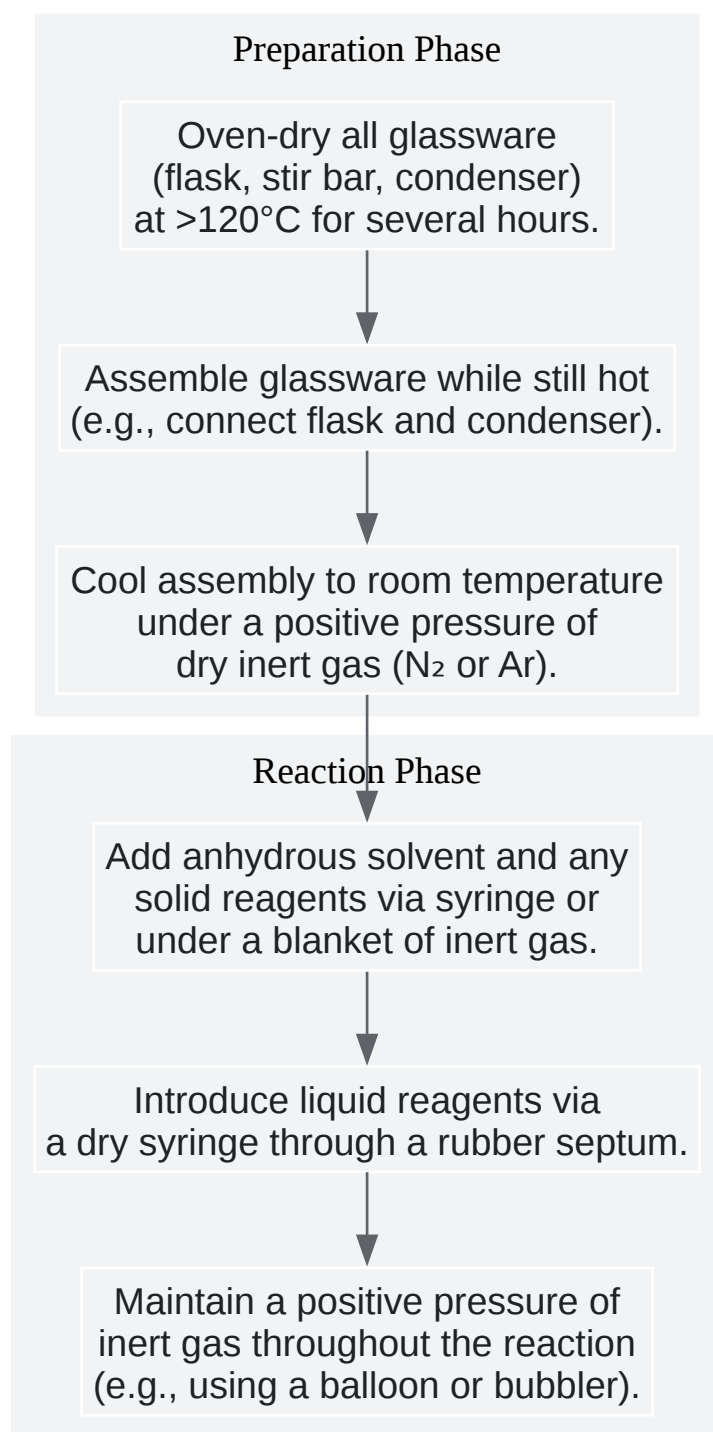 Preparation Phase
Oven-dry all glassware
(flask, stir bar, condenser)
at >120°C for several hours.
Assemble glassware while still hot
(e.g., connect flask and condenser).
Cool assembly to room temperature
under a positive pressure of
dry inert gas (N₂ or Ar).
Reaction Phase
Add anhydrous solvent and any
solid reagents via syringe or
under a blanket of inert gas.
Introduce liquid reagents via
a dry syringe through a rubber septum.
Maintain a positive pressure of
inert gas throughout the reaction
(e.g., using a balloon or bubbler).